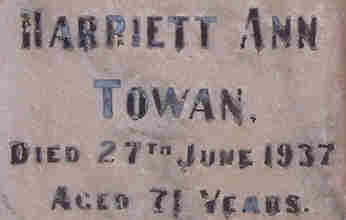 HARRIETT ANN
TOWAN.
DIED 27TH JUNE 1937
AGED 71 YEARS.